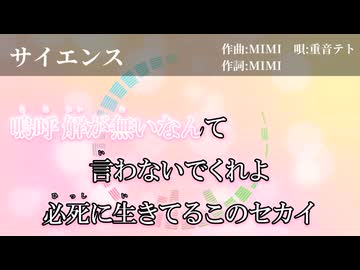 サイエンス
作曲:MIMI　唄:重音テト
作詞:MIMI
嗚呼解が無いなんて
言わないでくれよ
必死に生きてるこのセカイ